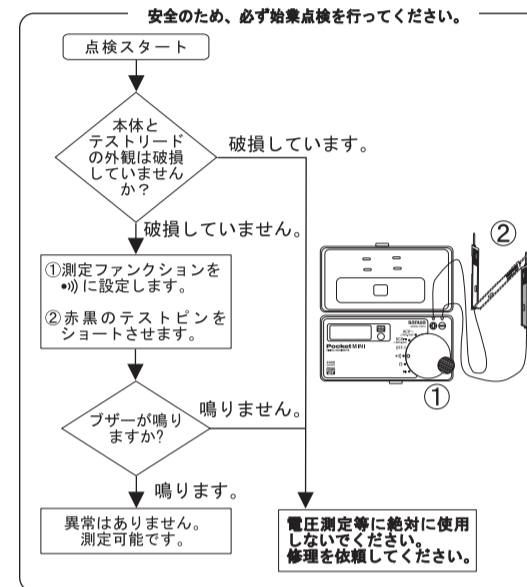 安全のため、必ず始業点検を行ってください。
点検スタート
本体と
テストリード
の外観は破損
していません
か？
破損しています。
破損していません。
①測定ファンクションを
•)))に設定します。
②赤黒のテストピンを
ショートさせます。
ブザーが鳴り
ますか?
鳴りません。
鳴ります。
異常はありません。
測定可能です。
電圧測定等に絶対に使用
しないでください。
修理を依頼してください。
②
SANWA
Pocket MINI
OFF
①